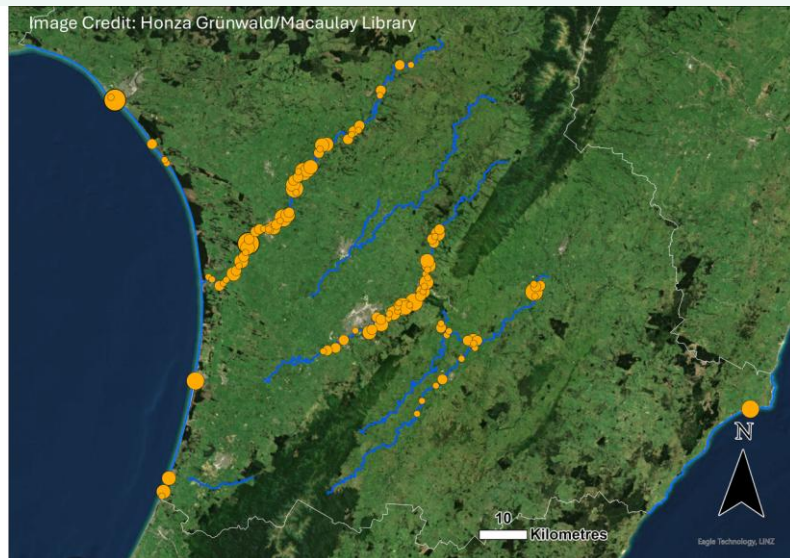 Image Credit: Honza Grünwald/Macaulay Library
N
10
Kilometres
Eagle Technology, LINZ